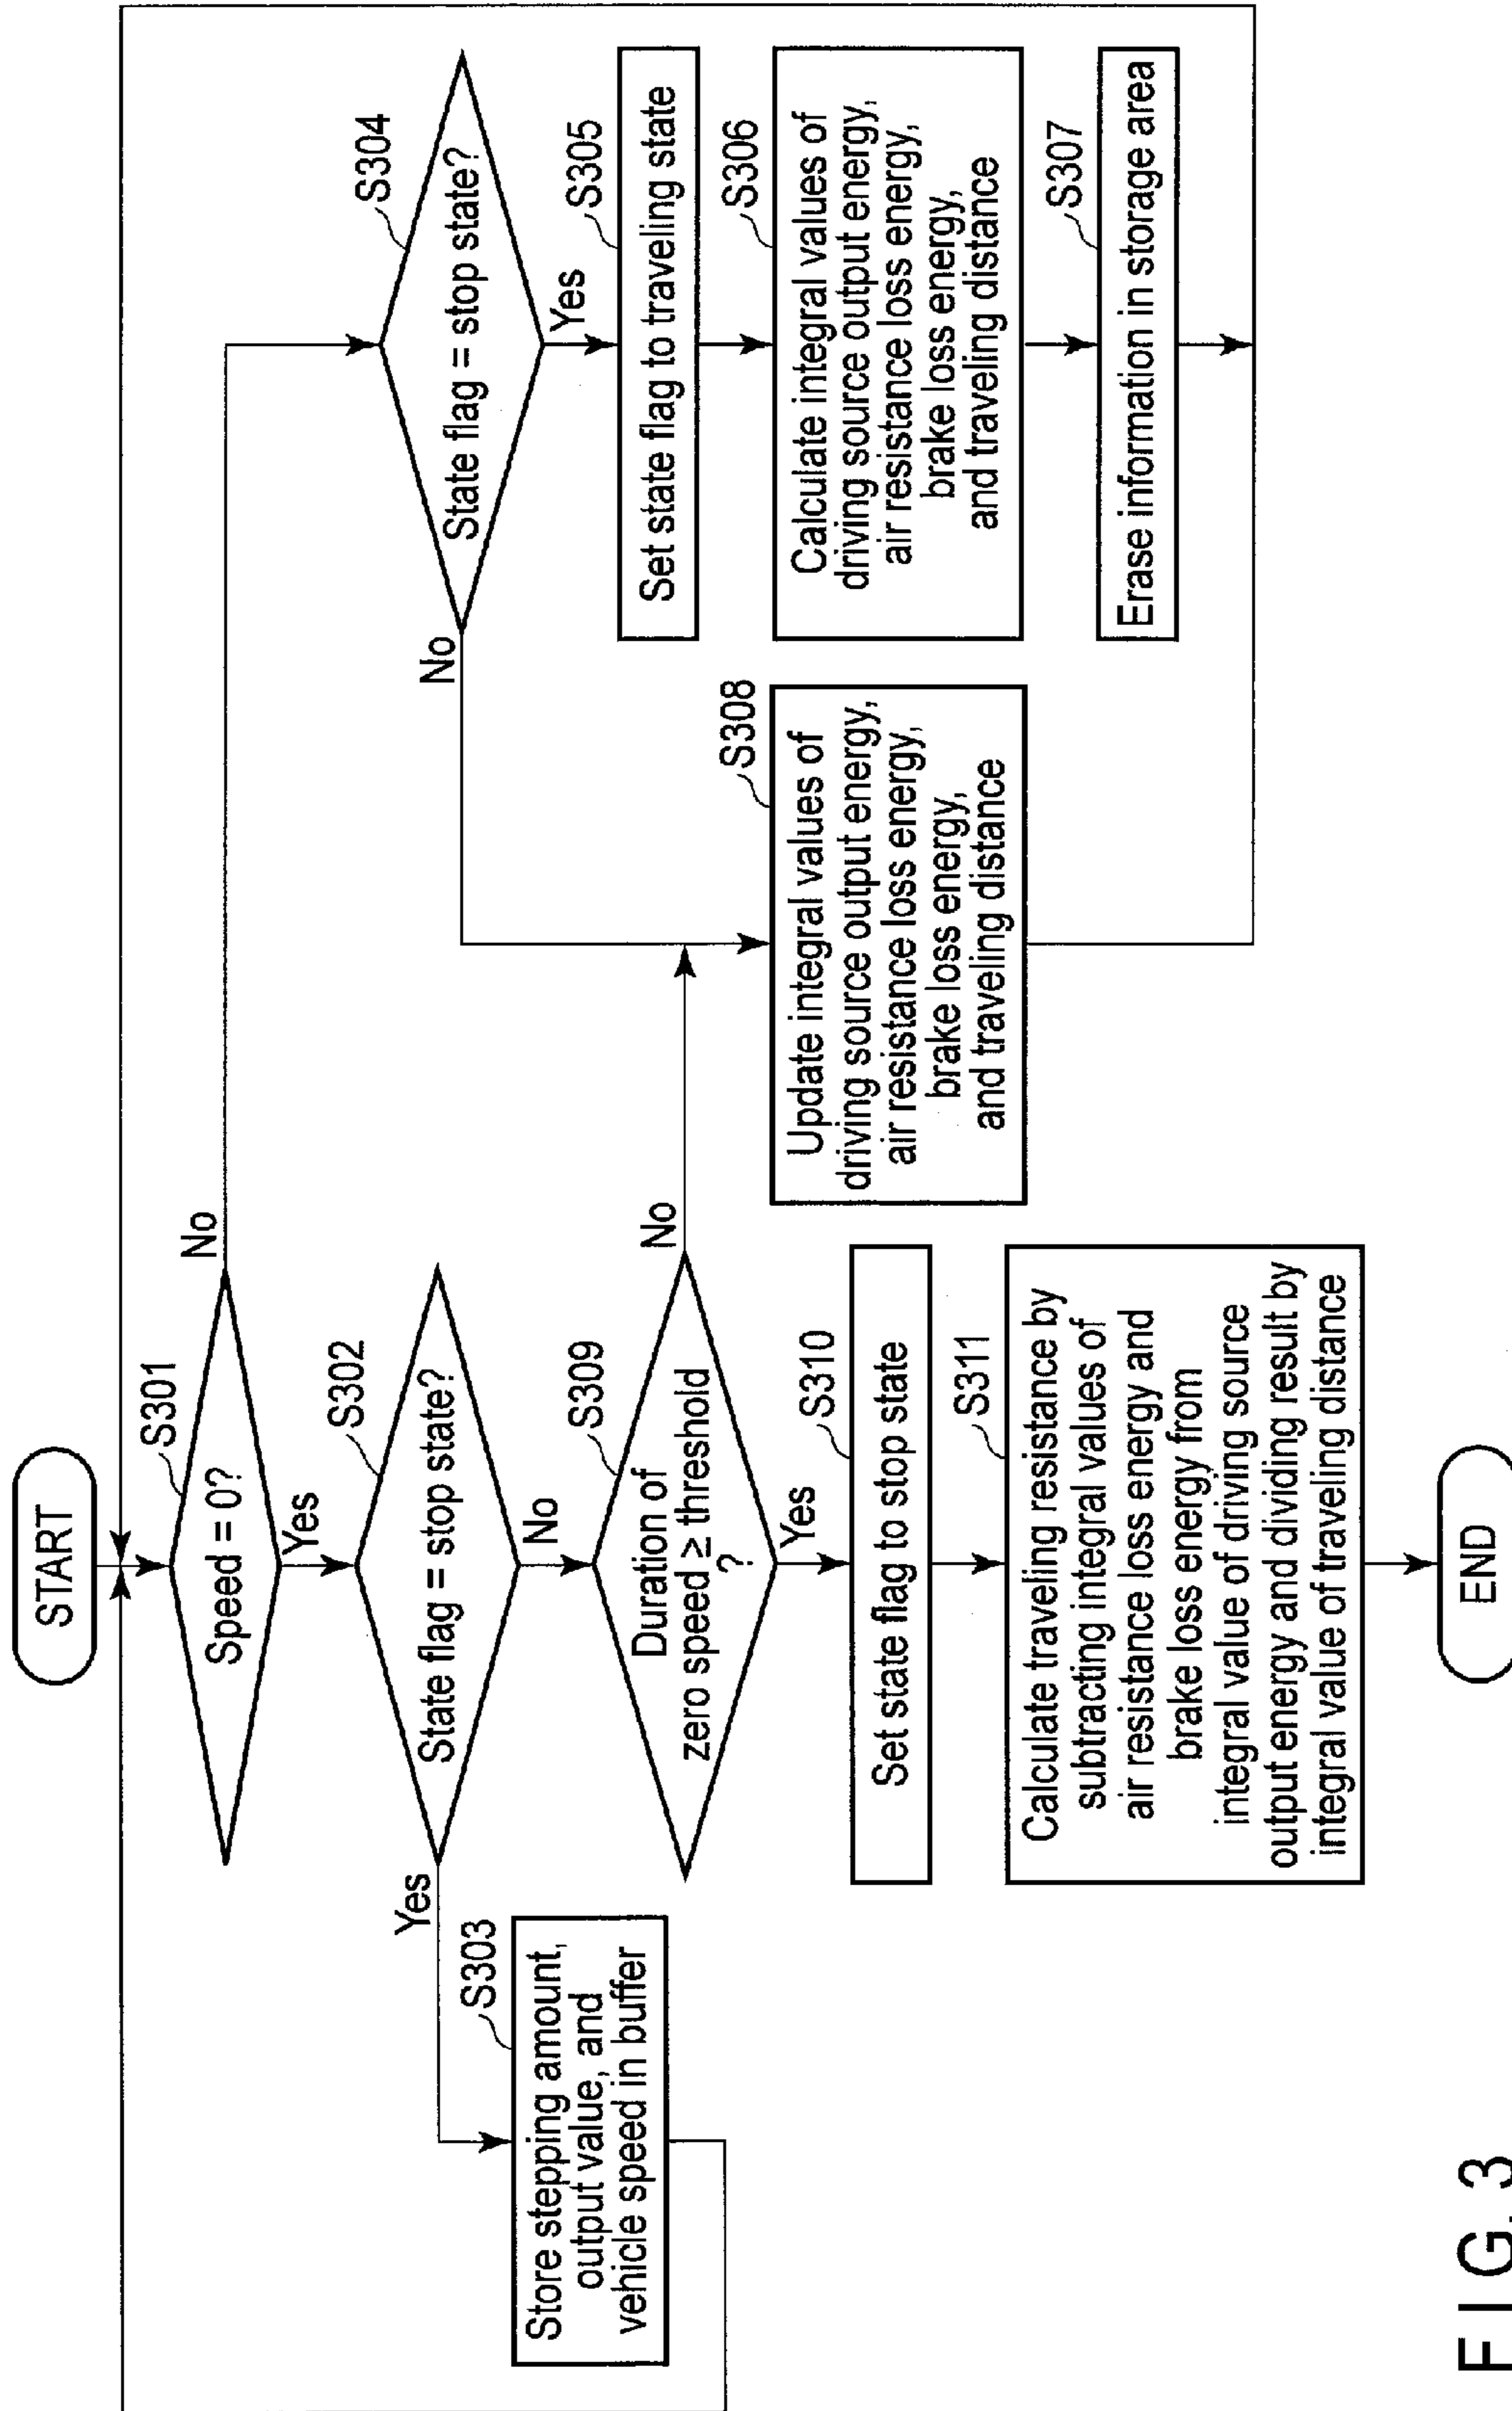 START
S301
Speed = 0?
Yes
No
S302
State flag = stop state?
Yes
No
S303
Store stepping amount,
output value, and
vehicle speed in buffer
S304
State flag = stop state?
No
Yes
S305
Set state flag to traveling state
S306
Calculate integral values of
driving source output energy,
air resistance loss energy,
brake loss energy,
and traveling distance
S307
Erase information in storage area
S308
Update integral values of
driving source output energy,
air resistance loss energy,
brake loss energy,
and traveling distance
S309
Duration of
zero speed ≥ threshold
?
No
Yes
S310
Set state flag to stop state
S311
Calculate traveling resistance by
subtracting integral values of
air resistance loss energy and
brake loss energy from
integral value of driving source
output energy and dividing result by
integral value of traveling distance
END
FIG. 3